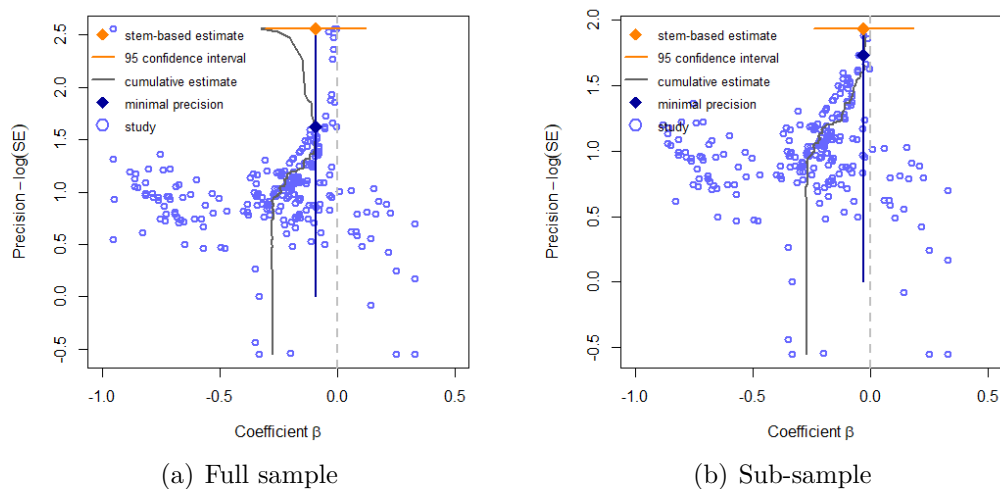 2.5
2.0
1.5
1.0
0.5
0.0
-0.5
Precision -log(SE)
stem-based estimate
95 confidence interval
cumulative estimate
minimal precision
study
-1.0 -0.5 0.0 0.5
Coefficient β
(a) Full sample
2.0
1.5
1.0
0.5
0.0
-0.5
Precision -log(SE)
stem-based estimate
95 confidence interval
cumulative estimate
minimal precision
study
-1.0 -0.5 0.0 0.5
Coefficient β
(b) Sub-sample